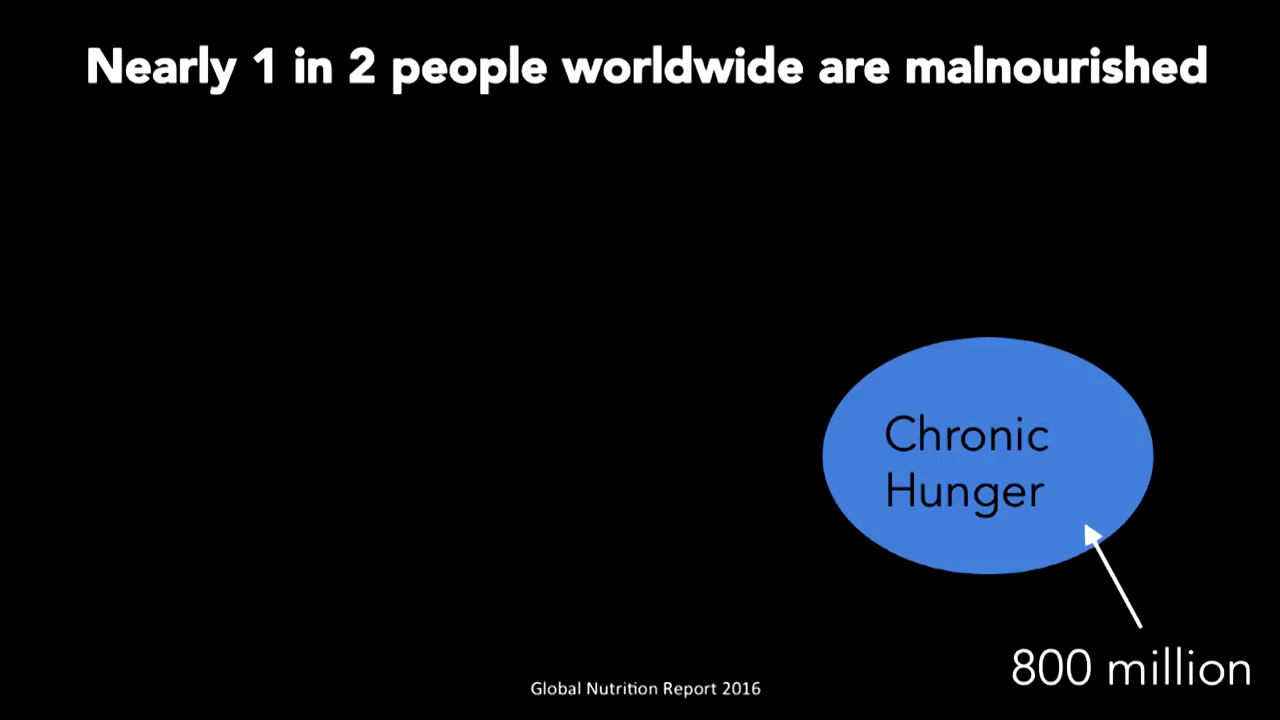 Nearly 1 in 2 people worldwide are malnourished
Chronic
Hunger
800 million
Global Nutrition Report 2016